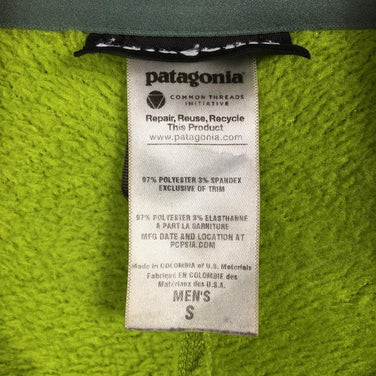 patagonia
COMMON THREADS
INITIATIVE
Repair, Reuse, Recycle
This Product
www.patagonia.com
97% POLYESTER 3% SPANDEX
EXCLUSIVE OF TRIM
97% POLYESTER 3% ELASTHANNE
A PART LA GARNITURE
MFG DATE AND LOCATION AT
PCPSIA.COM
Made in COLOMBIA of U.S. Materials
Fabriqué EN COLOMBIE des
Matériaux des U.S.
MEN'S
S